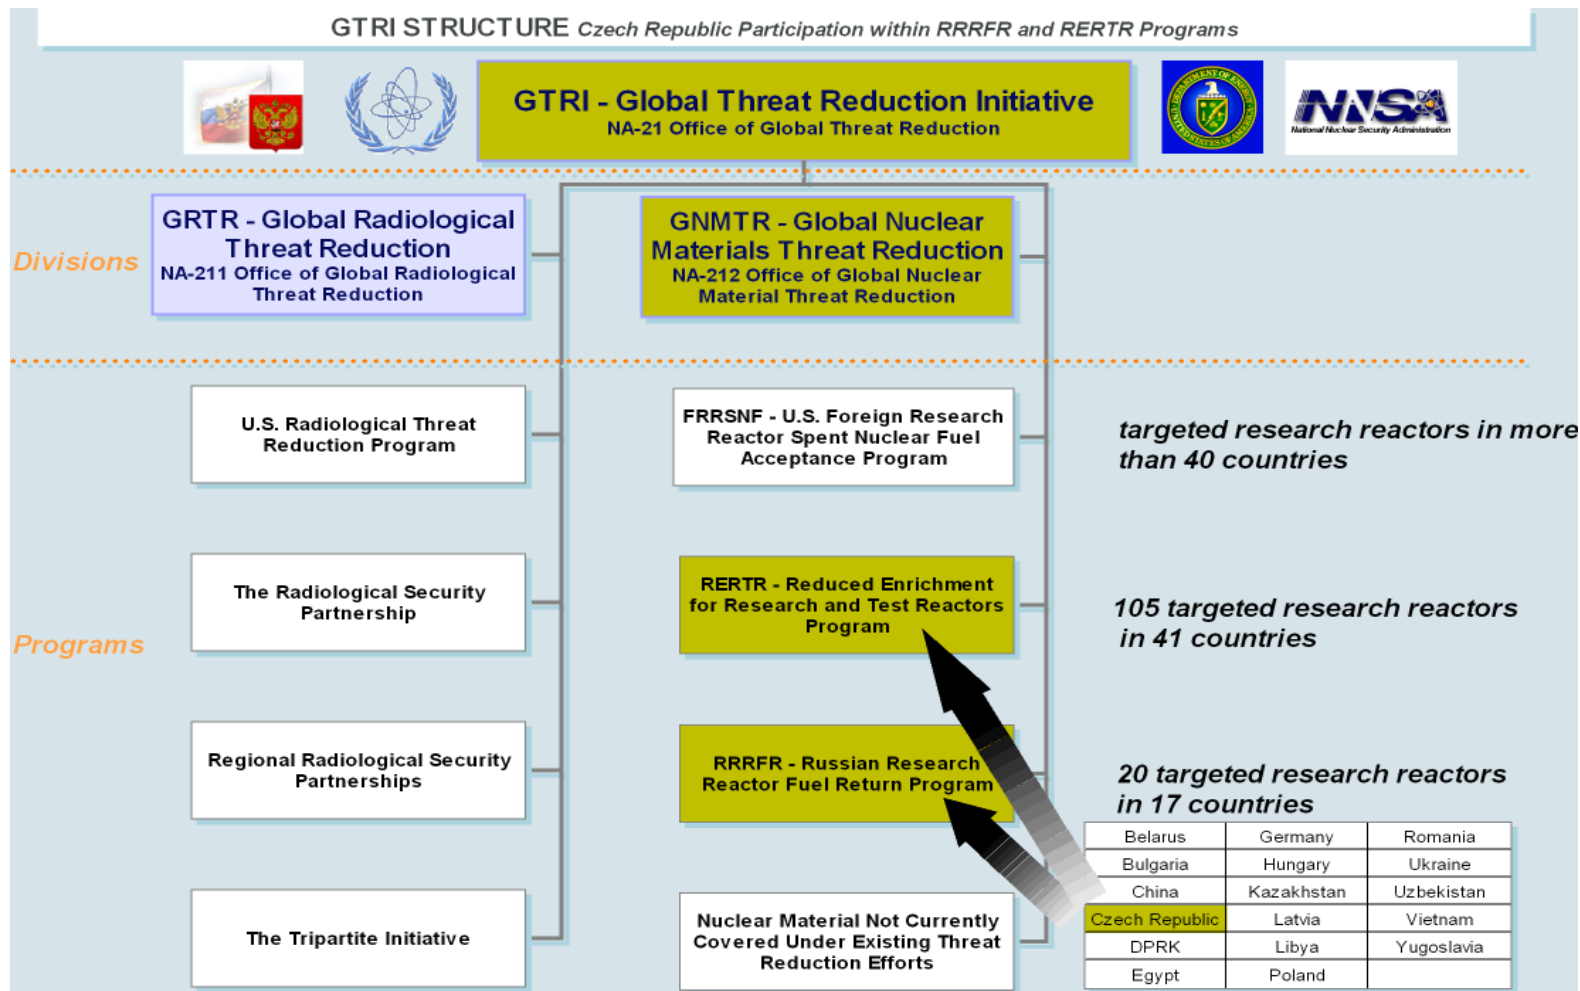 GTRI STRUCTURE Czech Republic Participation within RRRFR and RERTR Programs
GTRI - Global Threat Reduction Initiative
NA-21 Office of Global Threat Reduction
DEPARTMENT OF ENERGY
UNITED STATES OF AMERICA
NNSA
National Nuclear Security Administration
Divisions
GRTR - Global Radiological
Threat Reduction
NA-211 Office of Global Radiological
Threat Reduction
GNMTR - Global Nuclear
Materials Threat Reduction
NA-212 Office of Global Nuclear
Material Threat Reduction
Programs
U.S. Radiological Threat
Reduction Program
FRRSNF - U.S. Foreign Research
Reactor Spent Nuclear Fuel
Acceptance Program
targeted research reactors in more
than 40 countries
The Radiological Security
Partnership
RERTR - Reduced Enrichment
for Research and Test Reactors
Program
105 targeted research reactors
in 41 countries
Regional Radiological Security
Partnerships
RRRFR - Russian Research
Reactor Fuel Return Program
20 targeted research reactors
in 17 countries
The Tripartite Initiative
Nuclear Material Not Currently
Covered Under Existing Threat
Reduction Efforts
Belarus Germany Romania
Bulgaria Hungary Ukraine
China Kazakhstan Uzbekistan
Czech Republic Latvia Vietnam
DPRK Libya Yugoslavia
Egypt Poland